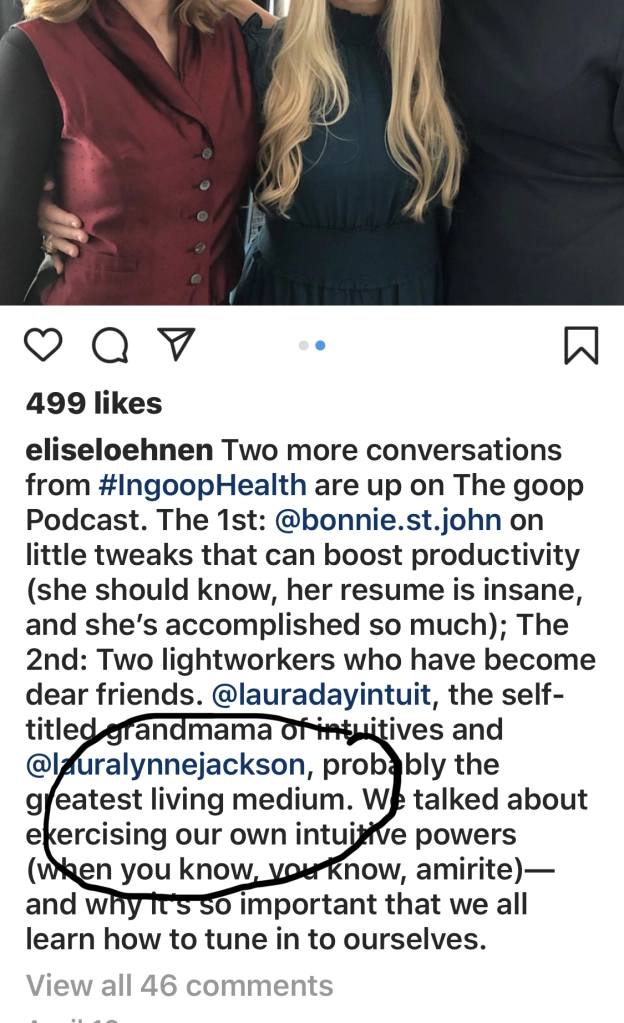 499 likes
eliseloehnen Two more conversations
from #IngoopHealth are up on The goop
Podcast. The 1st: @bonnie.st.john on
little tweaks that can boost productivity
(she should know, her resume is insane,
and she's accomplished so much); The
2nd: Two lightworkers who have become
dear friends. @lauradayintuit, the self-
titled grandmama of intuitives and
@lauralynnejackson, probably the
greatest living medium. We talked about
exercising our own intuitive powers
(when you know, you know, amirite)—
and why it's so important that we all
learn how to tune in to ourselves.
View all 46 comments